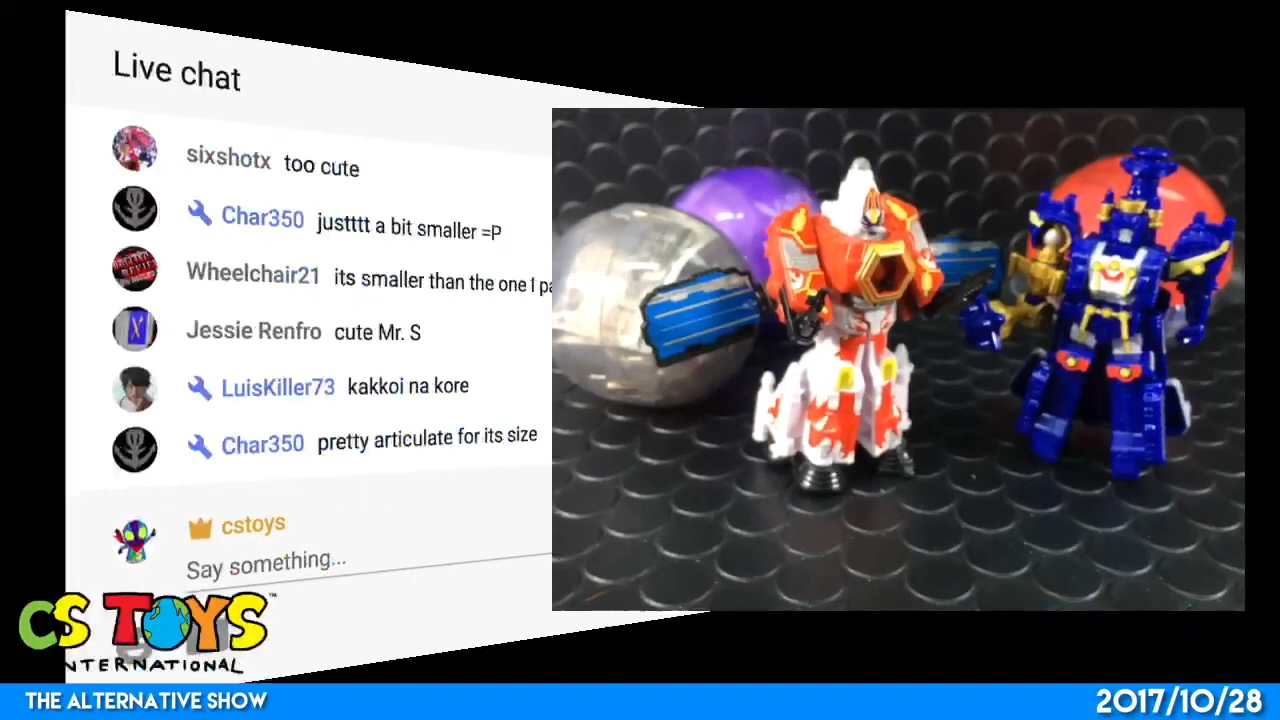 Live chat
sixshotx too cute
Char350 justttt a bit smaller =P
Wheelchair21 its smaller than the one I pa
Jessie Renfro cute Mr. S
LuisKiller73 kakkoi na kore
Char350 pretty articulate for its size
cstoys
Say something...
CS TOYS™
INTERNATIONAL
THE ALTERNATIVE SHOW
2017/10/28